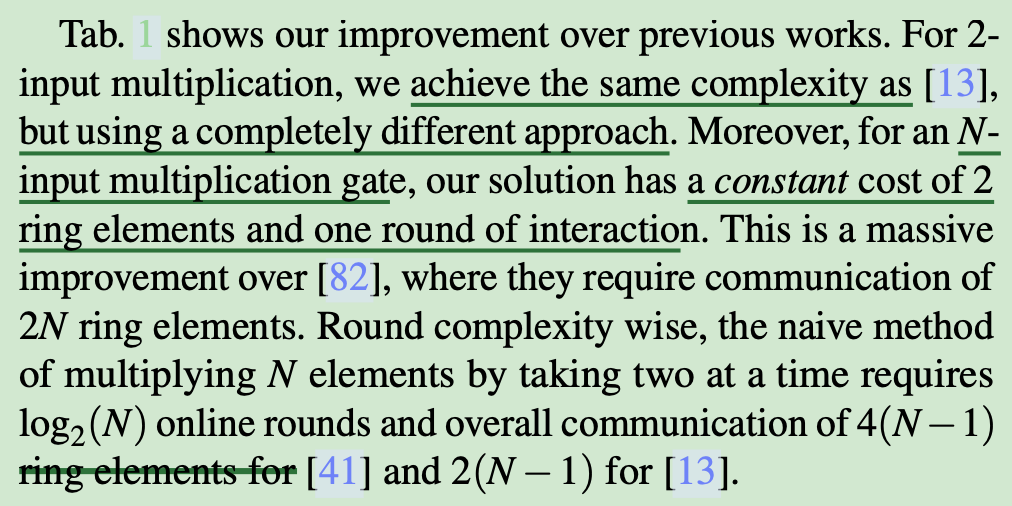 Tab. 1 shows our improvement over previous works. For 2-
input multiplication, we achieve the same complexity as [13],
but using a completely different approach. Moreover, for an N-
input multiplication gate, our solution has a constant cost of 2
ring elements and one round of interaction. This is a massive
improvement over [82], where they require communication of
2N ring elements. Round complexity wise, the naive method
of multiplying N elements by taking two at a time requires
log₂(N) online rounds and overall communication of 4(N−1)
ring elements for [41] and 2(N−1) for [13].